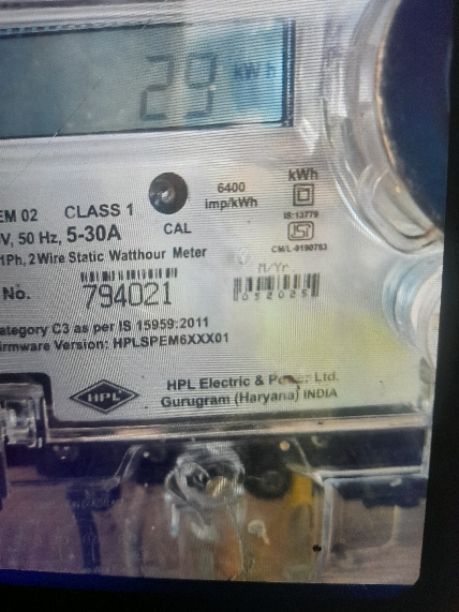 29 kWh
kWh
6400
imp/kWh
IS:13779
ISI
CM/L-9190753
EM 02 CLASS 1
V, 50 Hz, 5-30A
CAL
1Ph, 2 Wire Static Watthour Meter
M/Yr.
No. 794021
052025
ategory C3 as per IS 15959:2011
irmware Version: HPLSPEM6XXX01
HPL
HPL Electric & Power Ltd.
Gurugram (Haryana) INDIA